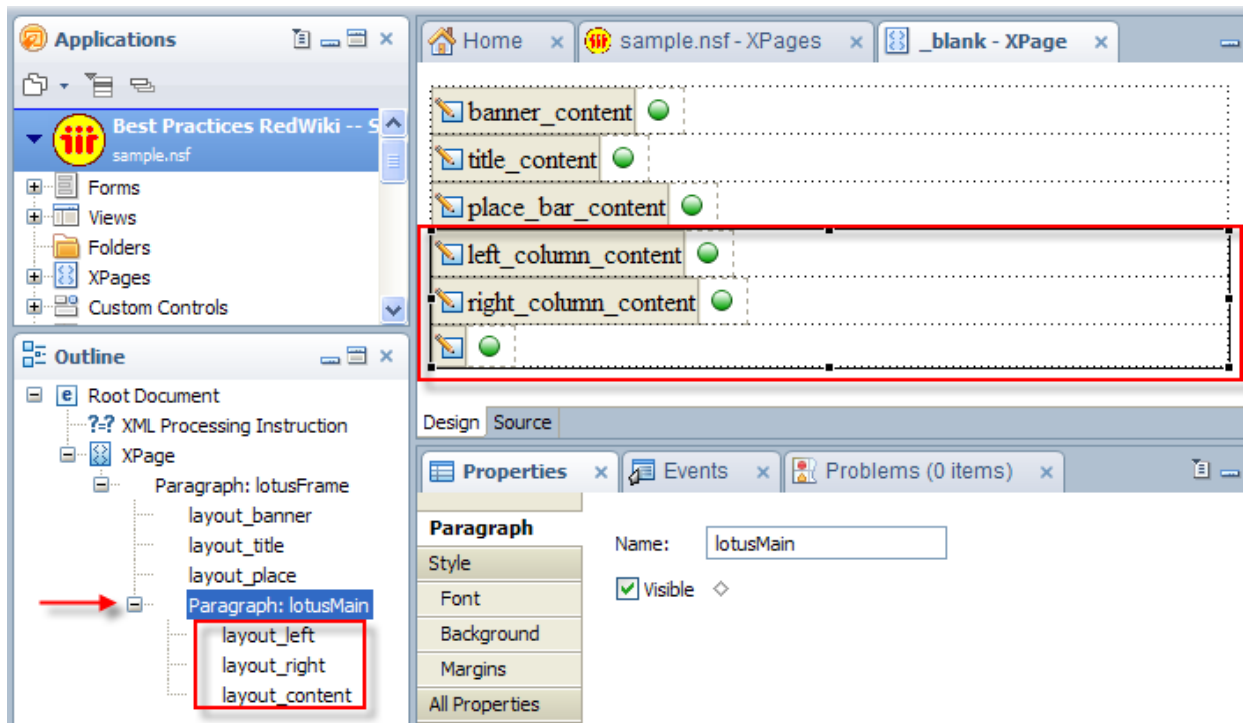 Applications
Best Practices RedWiki -- S
sample.nsf
Forms
Views
Folders
XPages
Custom Controls
Outline
Root Document
?=? XML Processing Instruction
XPage
Paragraph: lotusFrame
layout_banner
layout_title
layout_place
Paragraph: lotusMain
layout_left
layout_right
layout_content
Home
sample.nsf - XPages
_blank - XPage
banner_content
title_content
place_bar_content
left_column_content
right_column_content
Design
Source
Properties
Events
Problems (0 items)
Paragraph
Style
Font
Background
Margins
All Properties
Name:
lotusMain
Visible